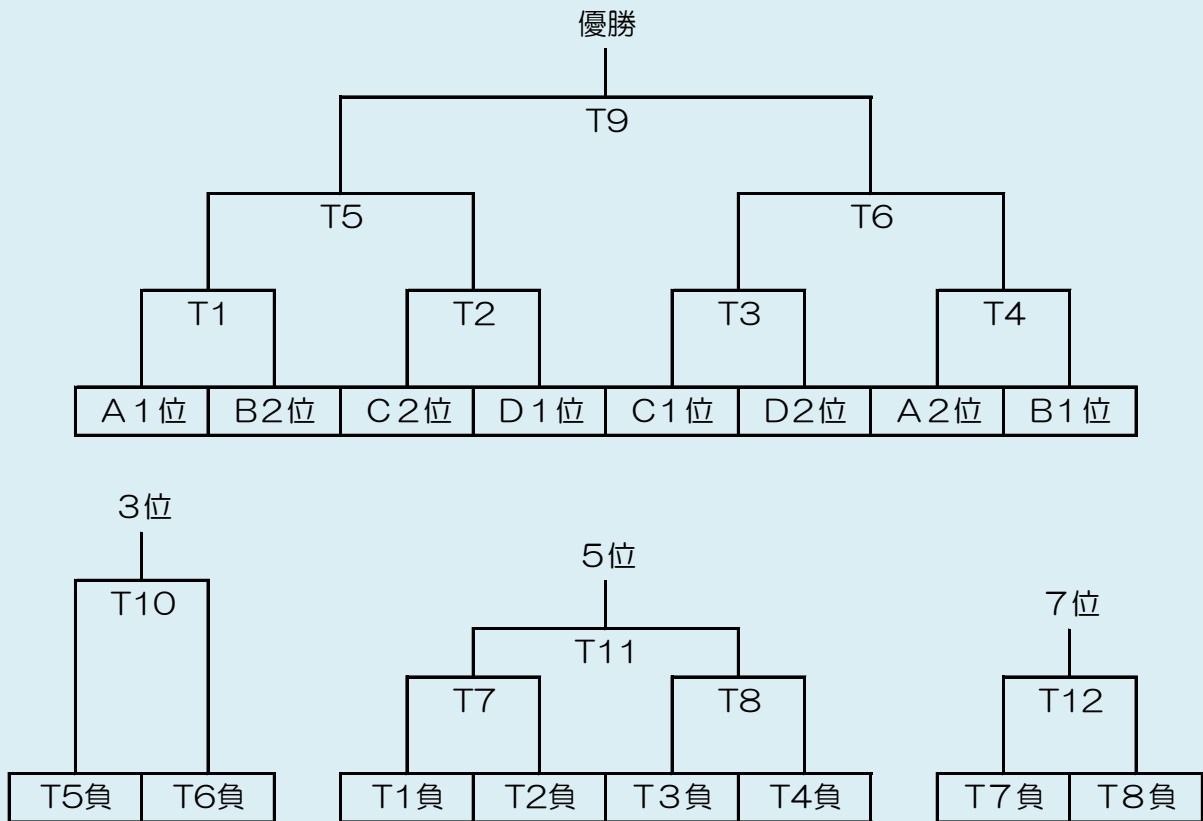 優勝
T9
T5 T6
T1 T2 T3 T4
A1位 B2位 C2位 D1位 C1位 D2位 A2位 B1位
3位
5位
T10 7位
T11
T7 T8 T12
T5負 T6負 T1負 T2負 T3負 T4負 T7負 T8負